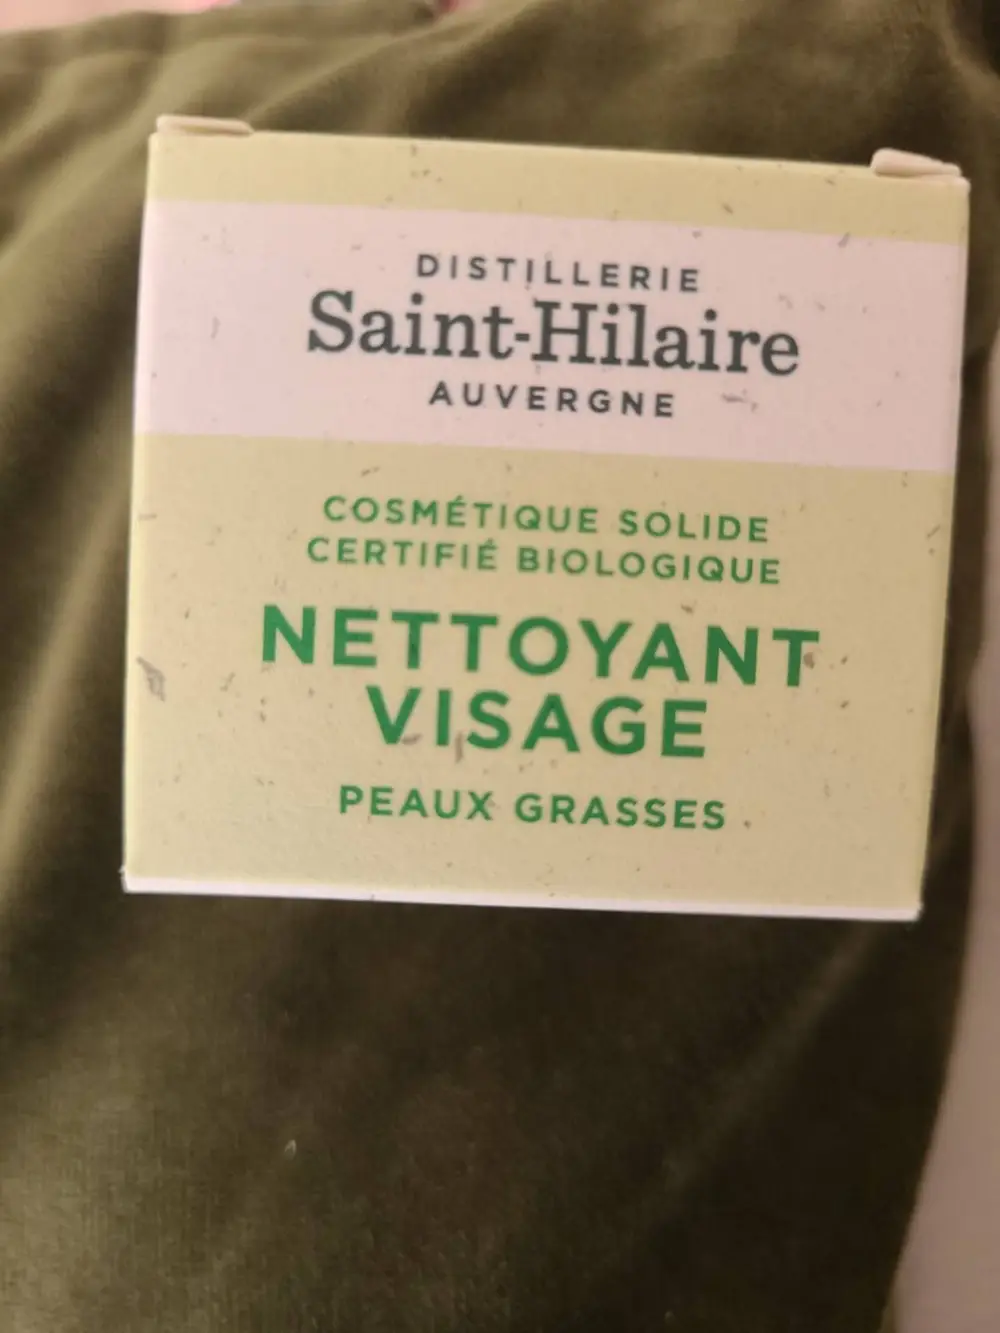 DISTILLERIE
Saint-Hilaire
AUVERGNE
COSMÉTIQUE SOLIDE
CERTIFIÉ BIOLOGIQUE
NETTOYANT
VISAGE
PEAUX GRASSES